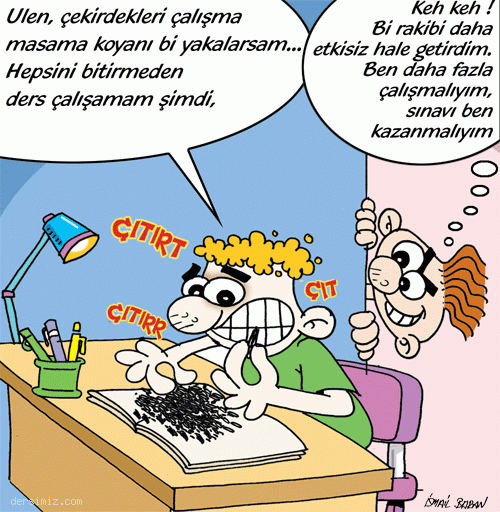 Ulen, çekirdekleri çalışma
masama koyanı bi yakalarsam...
Hepsini bitirmeden
ders çalışamam şimdi,
Keh keh !
Bi rakibi daha
etkisiz hale getirdim.
Ben daha fazla
çalışmalıyım,
sınavı ben
kazanmalıyım
ÇITIRT
ÇIT
ÇITIRR
dersimiz.com
İSMAİL BABAN